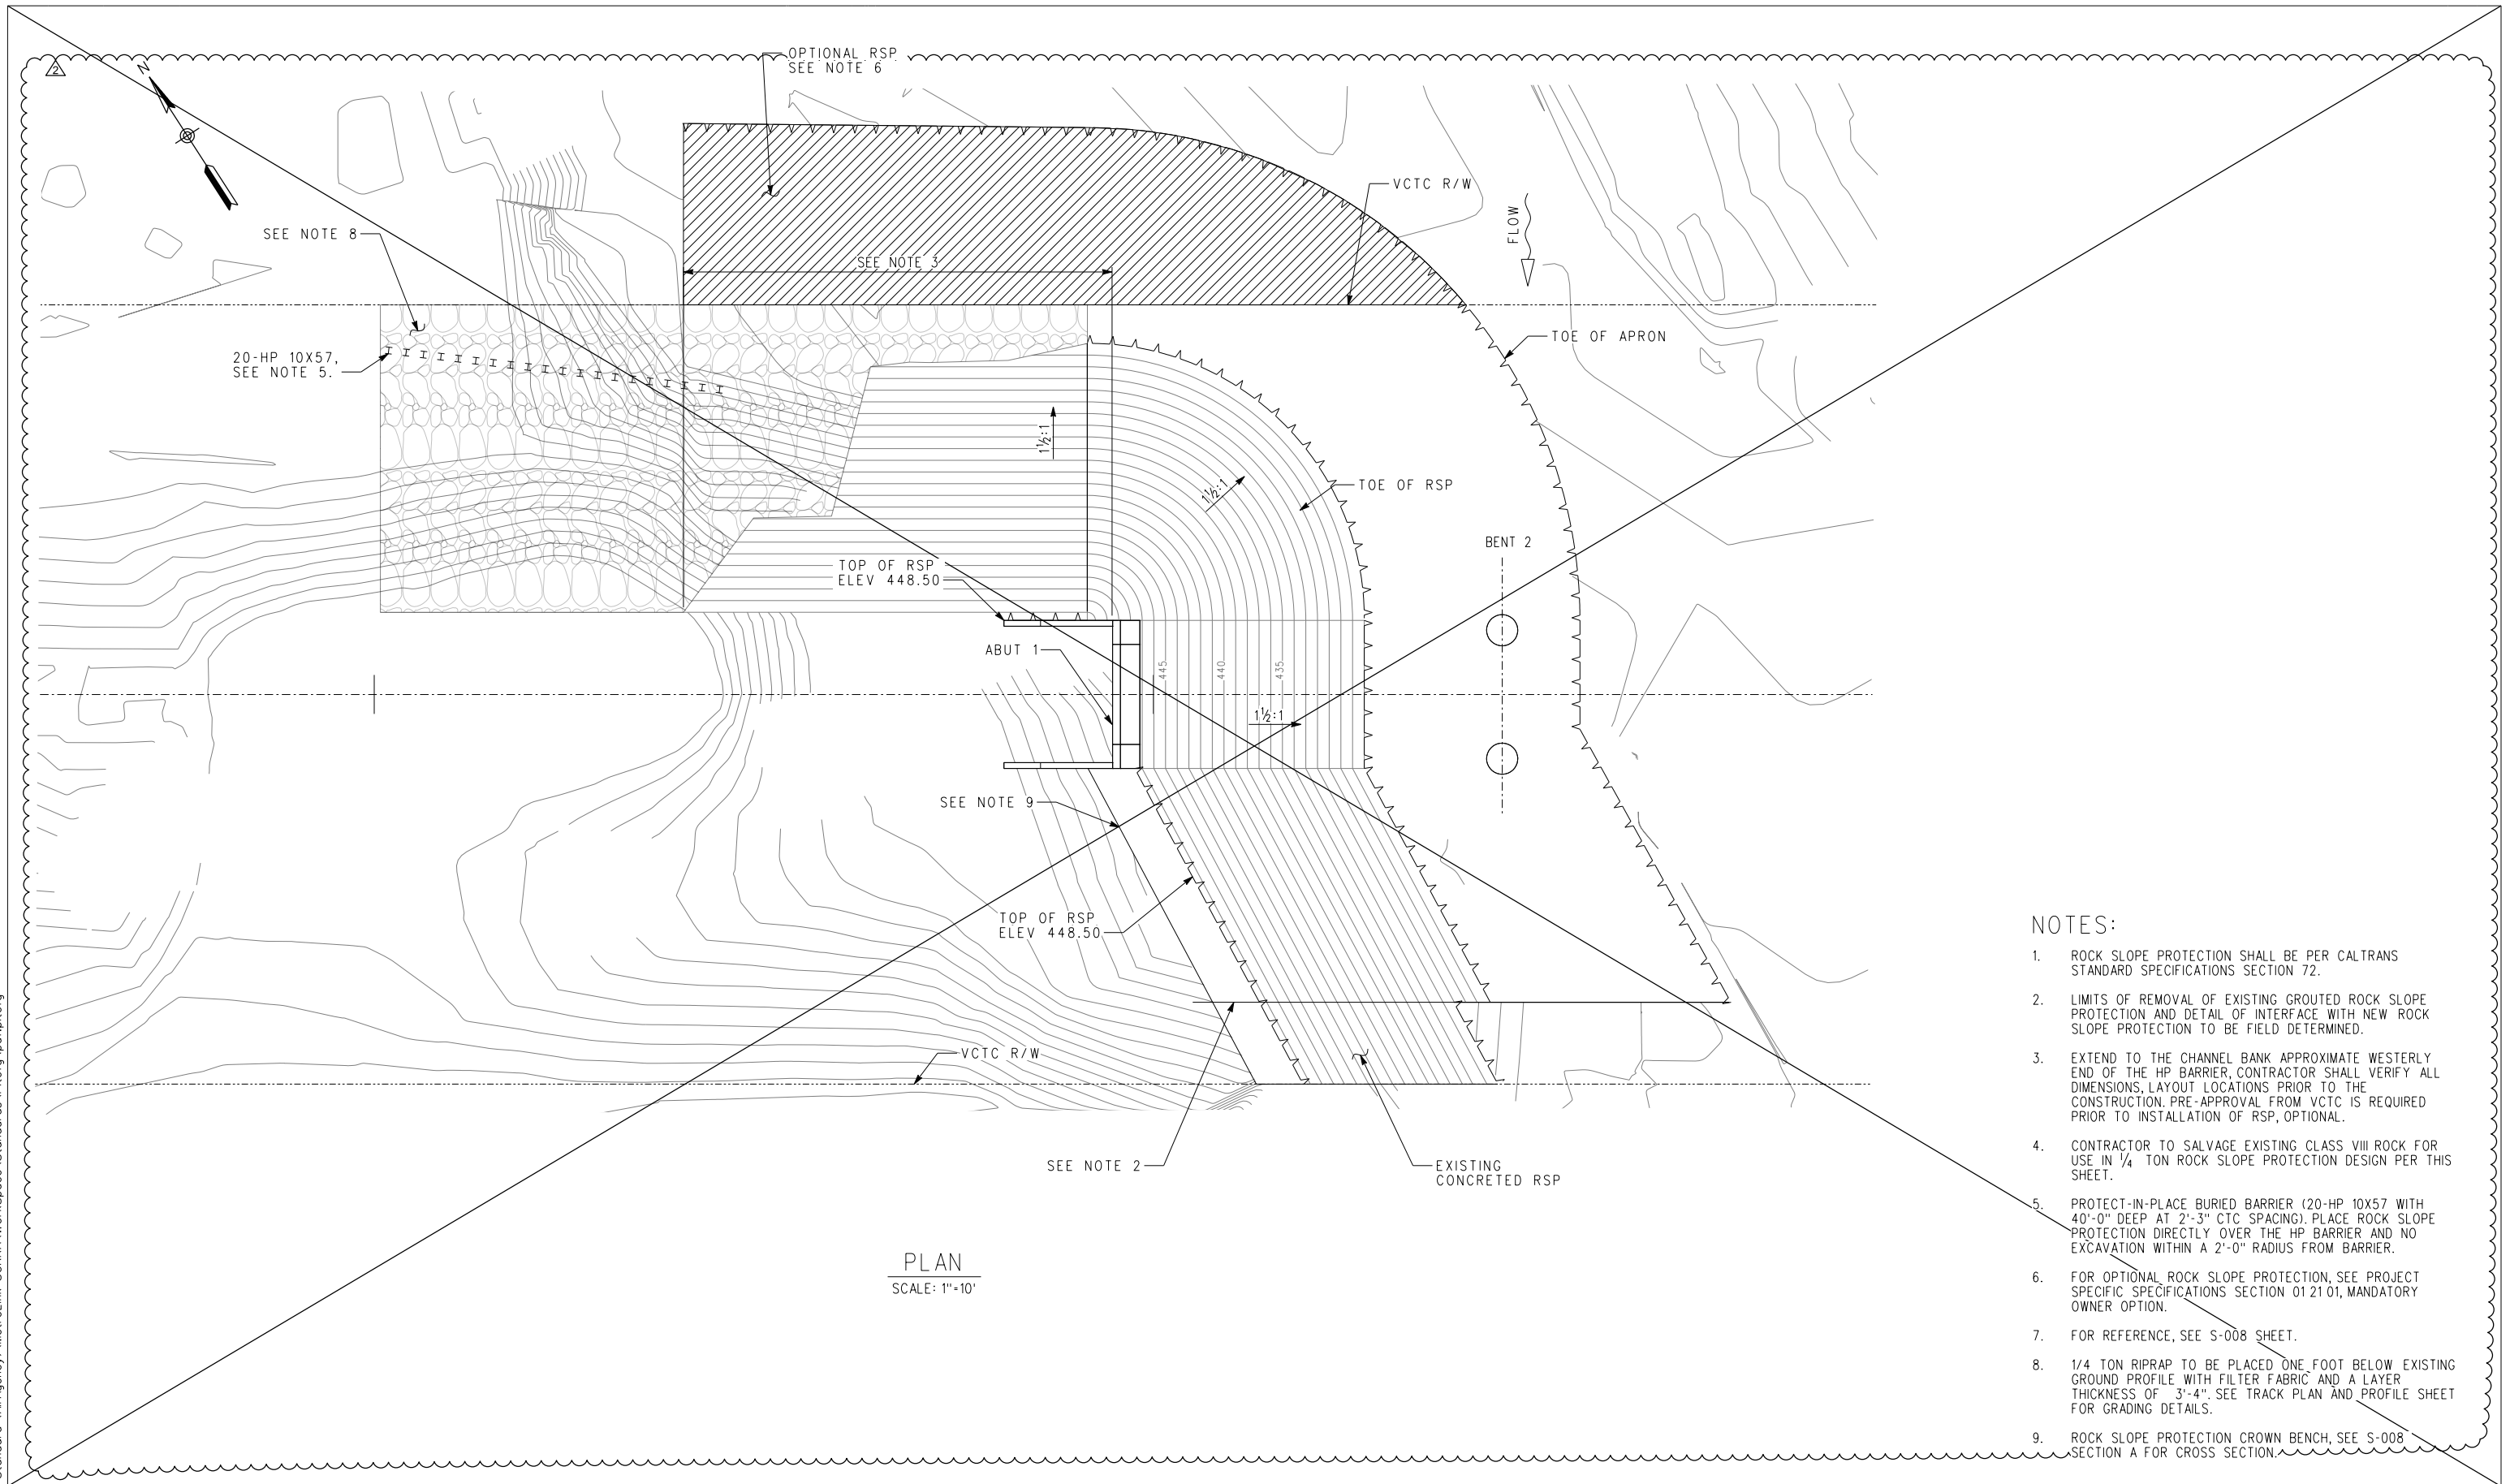 2
N
OPTIONAL RSP
SEE NOTE 6
VCTC R/W
FLOW
SEE NOTE 8
SEE NOTE 3
TOE OF APRON
20-HP 10X57,
SEE NOTE 5.
1½:1
1½:1
TOE OF RSP
BENT 2
TOP OF RSP
ELEV 448.50
ABUT 1
445
440
435
1½:1
SEE NOTE 9
TOP OF RSP
ELEV 448.50
VCTC R/W
SEE NOTE 2
EXISTING
CONCRETED RSP
PLAN
SCALE: 1"=10'
NOTES:
1. ROCK SLOPE PROTECTION SHALL BE PER CALTRANS
STANDARD SPECIFICATIONS SECTION 72.
2. LIMITS OF REMOVAL OF EXISTING GROUTED ROCK SLOPE
PROTECTION AND DETAIL OF INTERFACE WITH NEW ROCK
SLOPE PROTECTION TO BE FIELD DETERMINED.
3. EXTEND TO THE CHANNEL BANK APPROXIMATE WESTERLY
END OF THE HP BARRIER, CONTRACTOR SHALL VERIFY ALL
DIMENSIONS, LAYOUT LOCATIONS PRIOR TO THE
CONSTRUCTION. PRE-APPROVAL FROM VCTC IS REQUIRED
PRIOR TO INSTALLATION OF RSP, OPTIONAL.
4. CONTRACTOR TO SALVAGE EXISTING CLASS VIII ROCK FOR
USE IN 1/4 TON ROCK SLOPE PROTECTION DESIGN PER THIS
SHEET.
5. PROTECT-IN-PLACE BURIED BARRIER (20-HP 10X57 WITH
40'-0" DEEP AT 2'-3" CTC SPACING). PLACE ROCK SLOPE
PROTECTION DIRECTLY OVER THE HP BARRIER AND NO
EXCAVATION WITHIN A 2'-0" RADIUS FROM BARRIER.
6. FOR OPTIONAL ROCK SLOPE PROTECTION, SEE PROJECT
SPECIFIC SPECIFICATIONS SECTION 01 21 01, MANDATORY
OWNER OPTION.
7. FOR REFERENCE, SEE S-008 SHEET.
8. 1/4 TON RIPRAP TO BE PLACED ONE FOOT BELOW EXISTING
GROUND PROFILE WITH FILTER FABRIC AND A LAYER
THICKNESS OF 3'-4". SEE TRACK PLAN AND PROFILE SHEET
FOR GRADING DETAILS.
9. ROCK SLOPE PROTECTION CROWN BENCH, SEE S-008
SECTION A FOR CROSS SECTION.